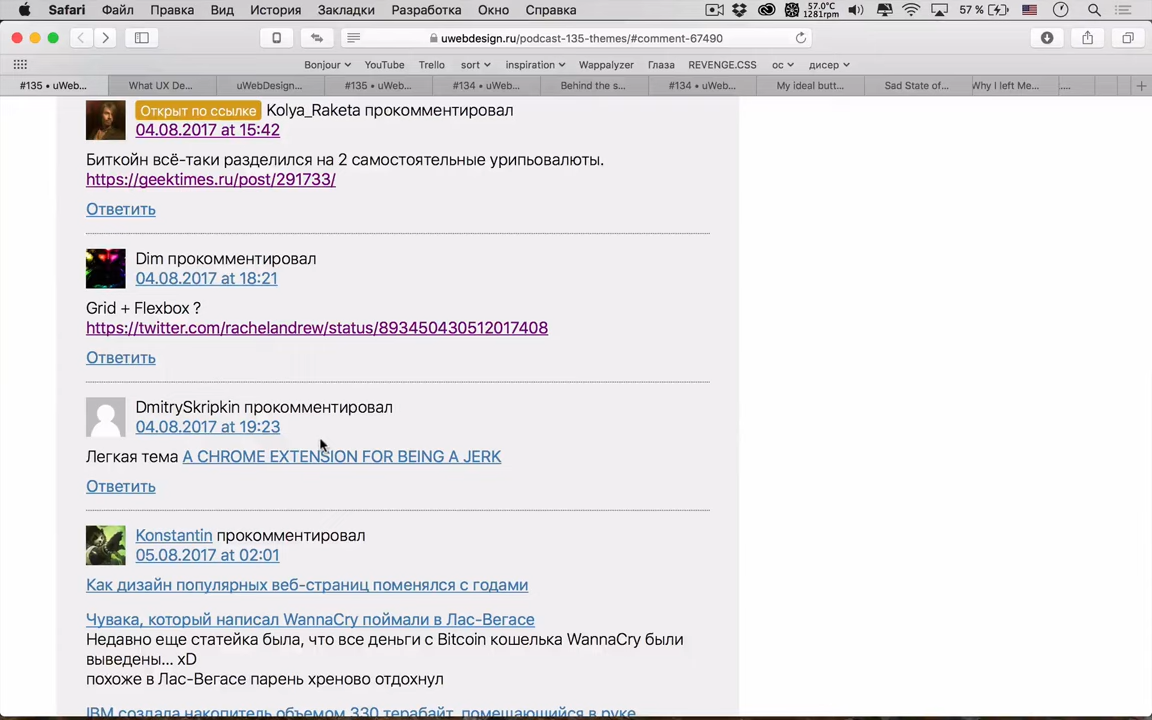 Safari Файл Правка Вид История Закладки Разработка Окно Справка 57.0°C 1281rpm 57 %
uwebdesign.ru/podcast-135-themes/#comment-67490
Bonjour YouTube Trello sort inspiration Wappalyzer Глаза REVENGE.CSS ос дисер
#135 • uWeb... What UX De... uWebDesign... #135 • uWeb... #134 • uWeb... Behind the s... #134 • uWeb... My ideal butt... Sad State of... Why I left Me... ....
Открыт по ссылке Kolya_Raketa прокомментировал
04.08.2017 at 15:42
Биткойн всё-таки разделился на 2 самостоятельные урипьовалюты.
https://geektimes.ru/post/291733/
Ответить
Dim прокомментировал
04.08.2017 at 18:21
Grid + Flexbox ?
https://twitter.com/rachelandrew/status/893450430512017408
Ответить
DmitrySkripkin прокомментировал
04.08.2017 at 19:23
Легкая тема A CHROME EXTENSION FOR BEING A JERK
Ответить
Konstantin прокомментировал
05.08.2017 at 02:01
Как дизайн популярных веб-страниц поменялся с годами
Чувака, который написал WannaCry поймали в Лас-Вегасе
Недавно еще статейка была, что все деньги с Bitcoin кошелька WannaCry были
выведены... xD
похоже в Лас-Вегасе парень хреново отдохнул
IBM создала накопитель объемом 330 терабайт, помещающийся в руке